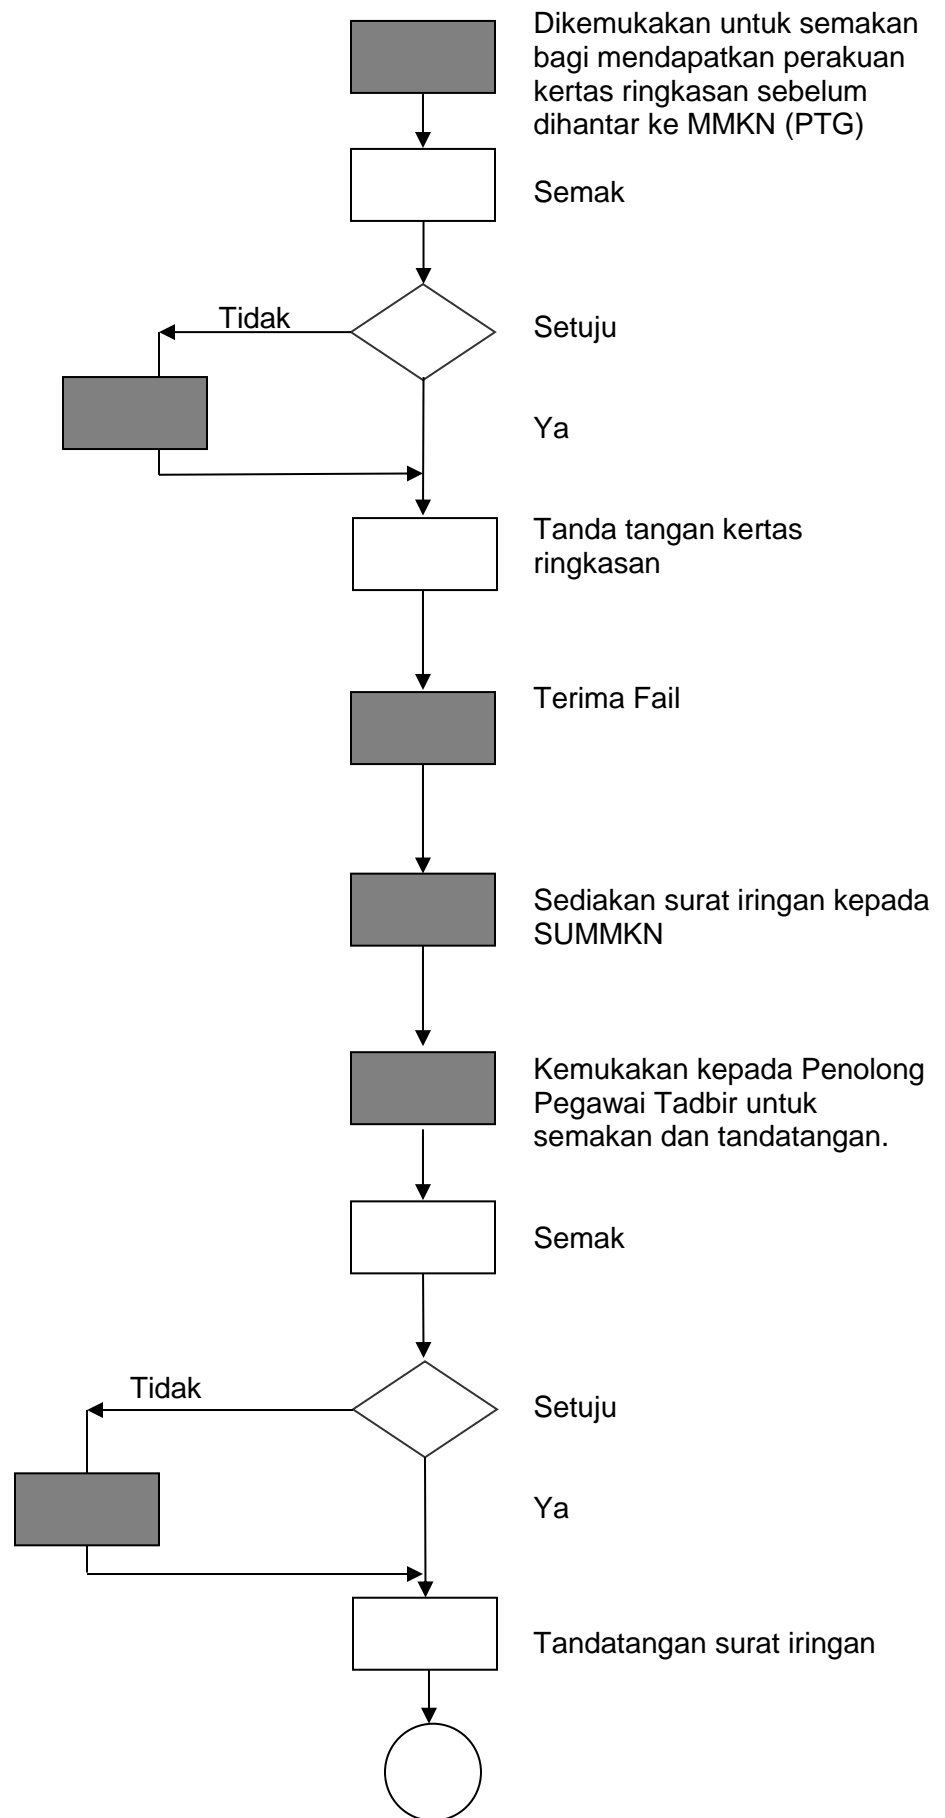 Dikemukakan untuk semakan
bagi mendapatkan perakuan
kertas ringkasan sebelum
dihantar ke MMKN (PTG)
Semak
Tidak
Setuju
Ya
Tanda tangan kertas
ringkasan
Terima Fail
Sediakan surat iringan kepada
SUMMKN
Kemukakan kepada Penolong
Pegawai Tadbir untuk
semakan dan tandatangan.
Semak
Tidak
Setuju
Ya
Tandatangan surat iringan